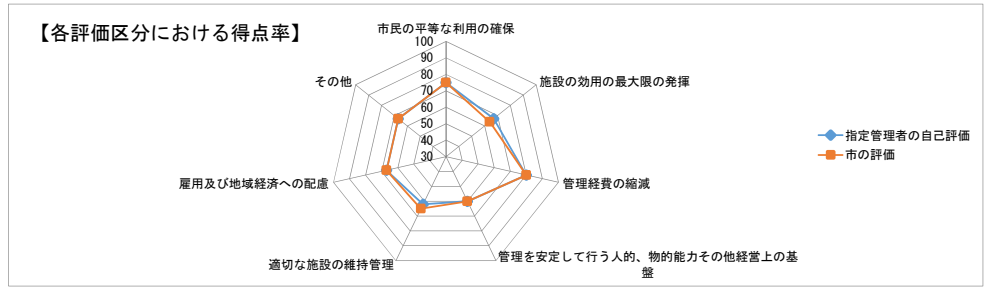 【各評価区分における得点率】
市民の平等な利用の確保
100
90
80
70
60
50
40
30
施設の効用の最大限の発揮
管理経費の縮減
管理を安定して行う人的、物的能力その他経営上の基
盤
適切な施設の維持管理
雇用及び地域経済への配慮
その他
指定管理者の自己評価
市の評価